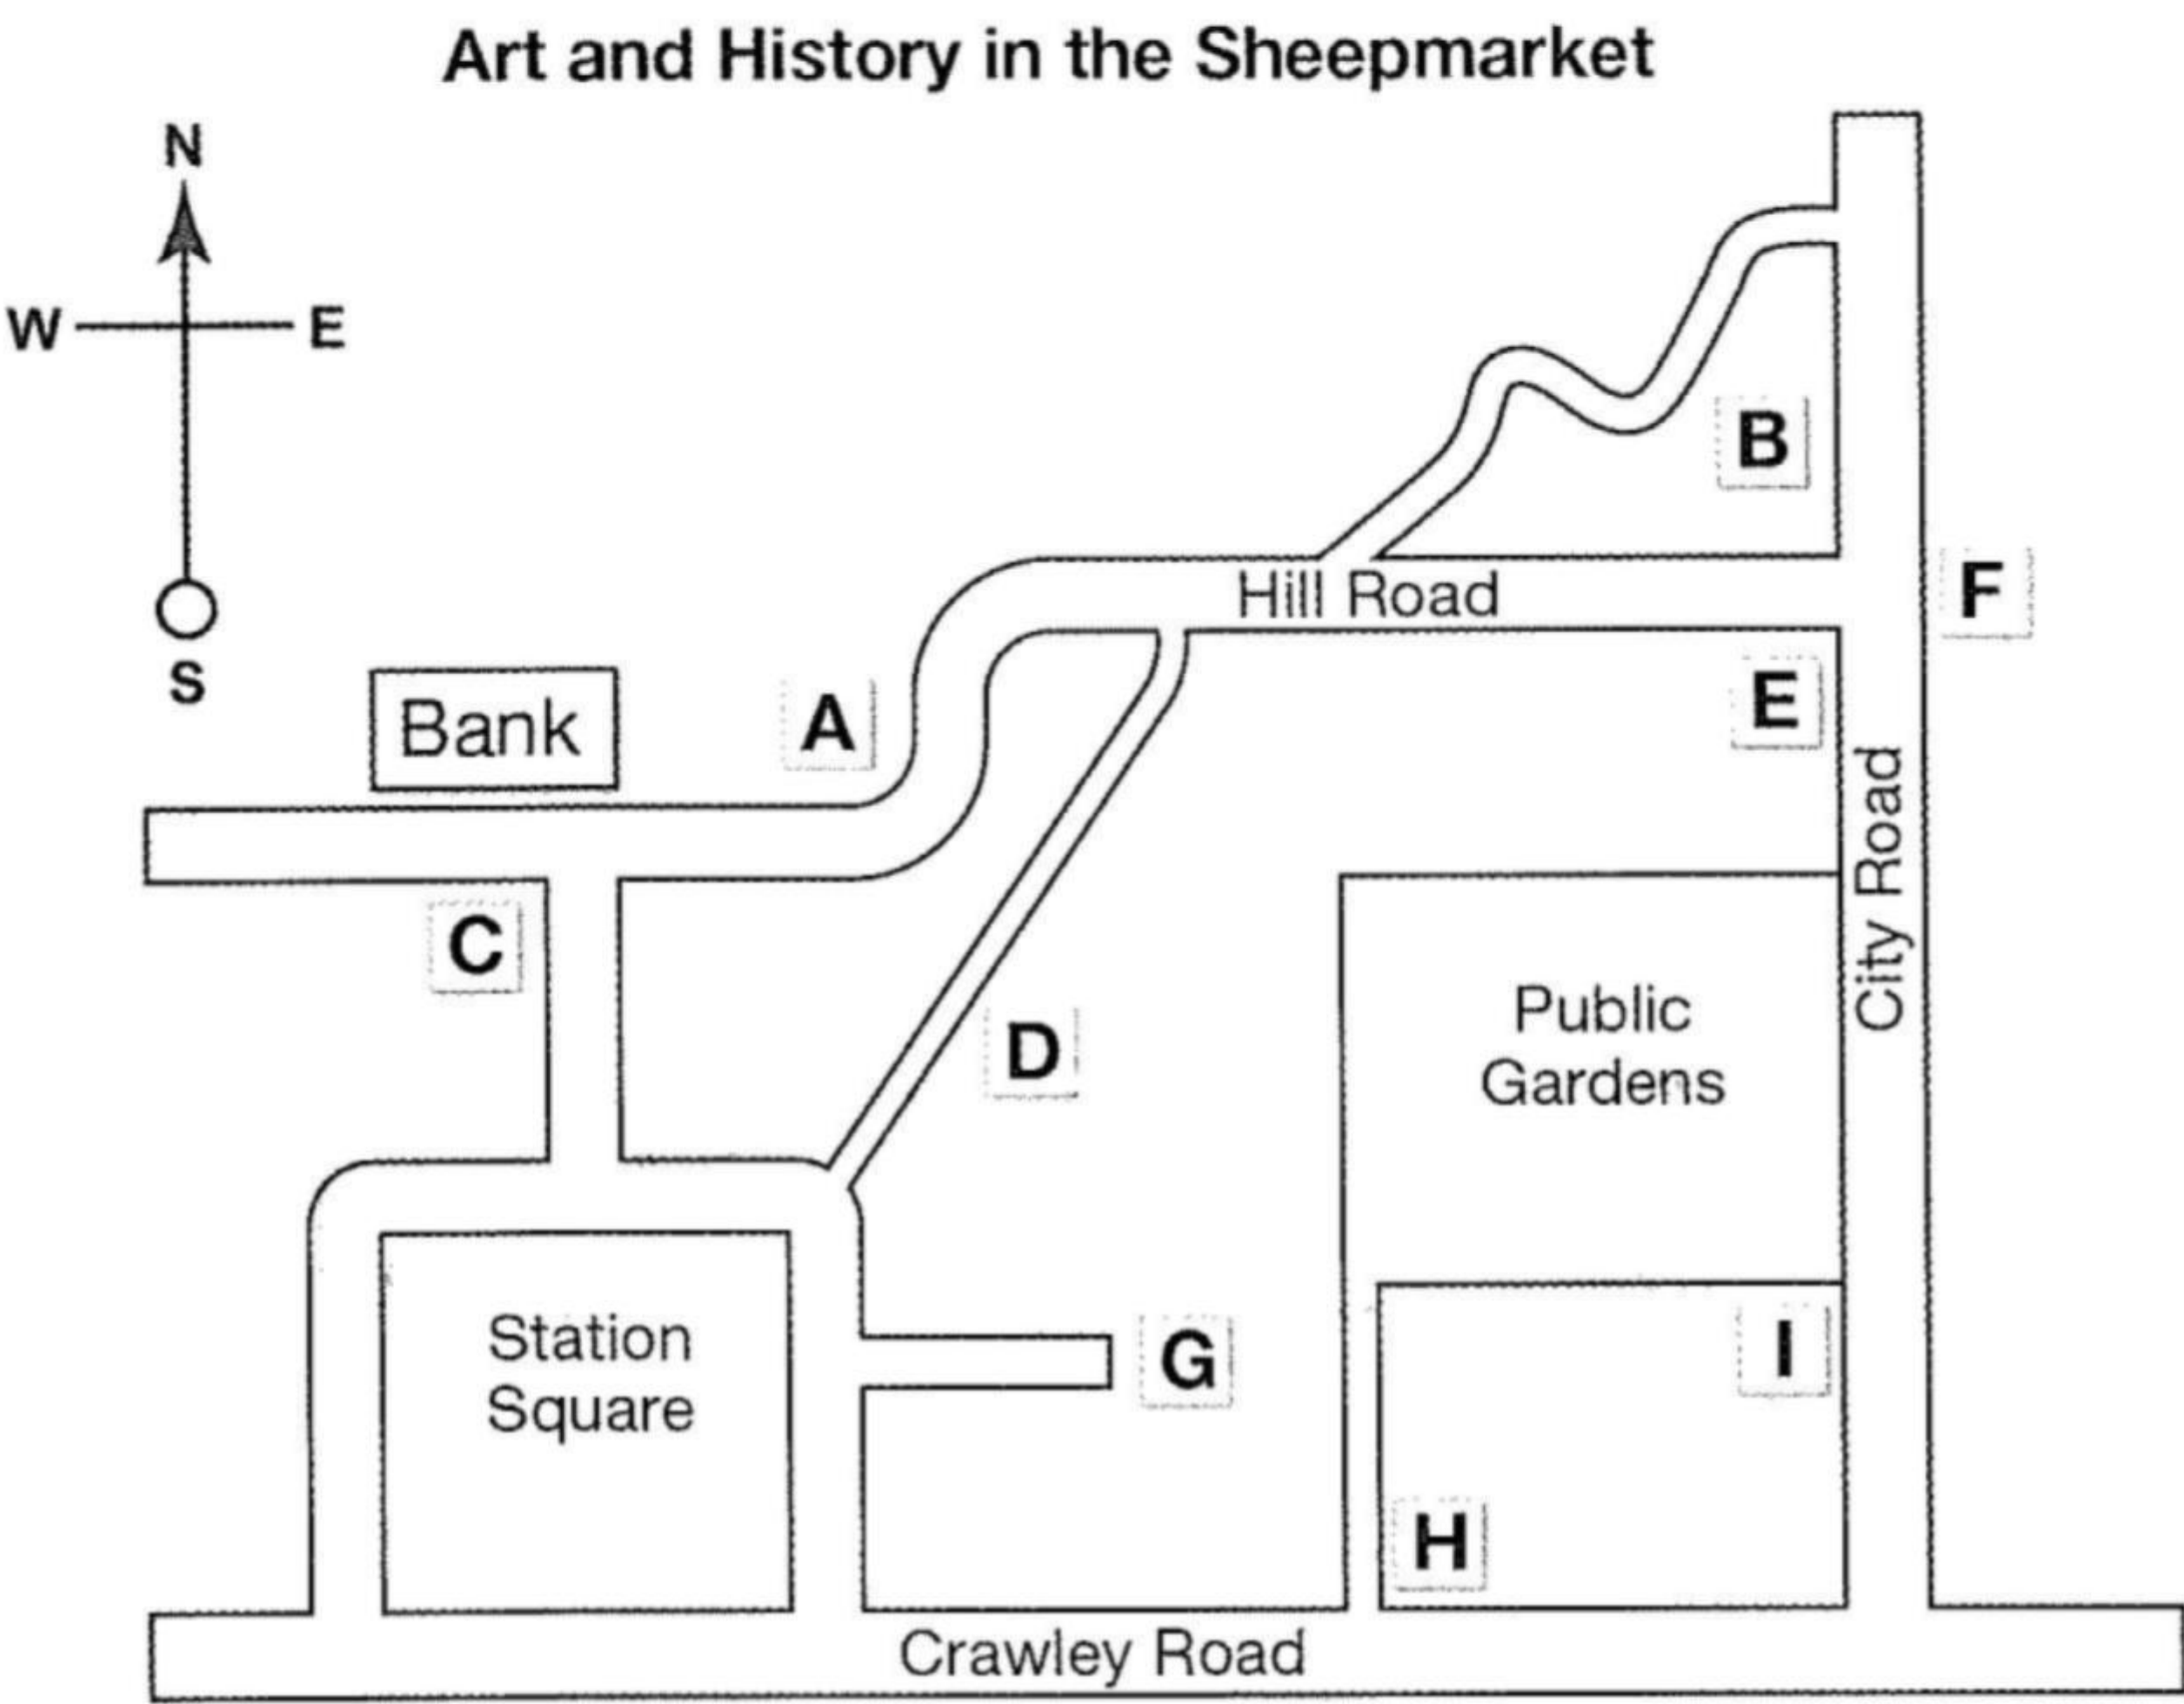 Art and History in the Sheepmarket
N
W E
S
B
F
Hill Road
Bank
A
E
City Road
C
D
Public
Gardens
Station
Square
G
I
H
Crawley Road